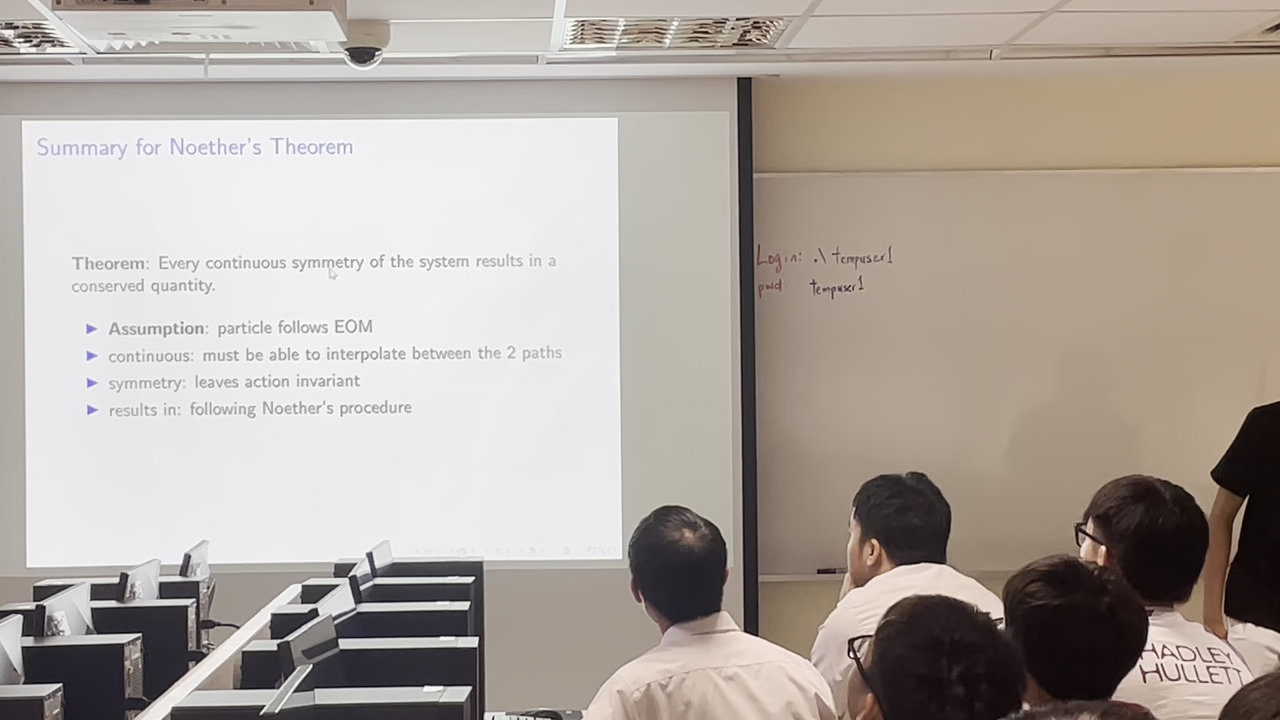 Summary for Noether's Theorem
Theorem: Every continuous symmetry of the system results in a
conserved quantity.
▶ Assumption: particle follows EOM
▶ continuous: must be able to interpolate between the 2 paths
▶ symmetry: leaves action invariant
▶ results in: following Noether's procedure
Login: .\ tempuser1
pwd: tempuser1
HADLEY
HULLETT